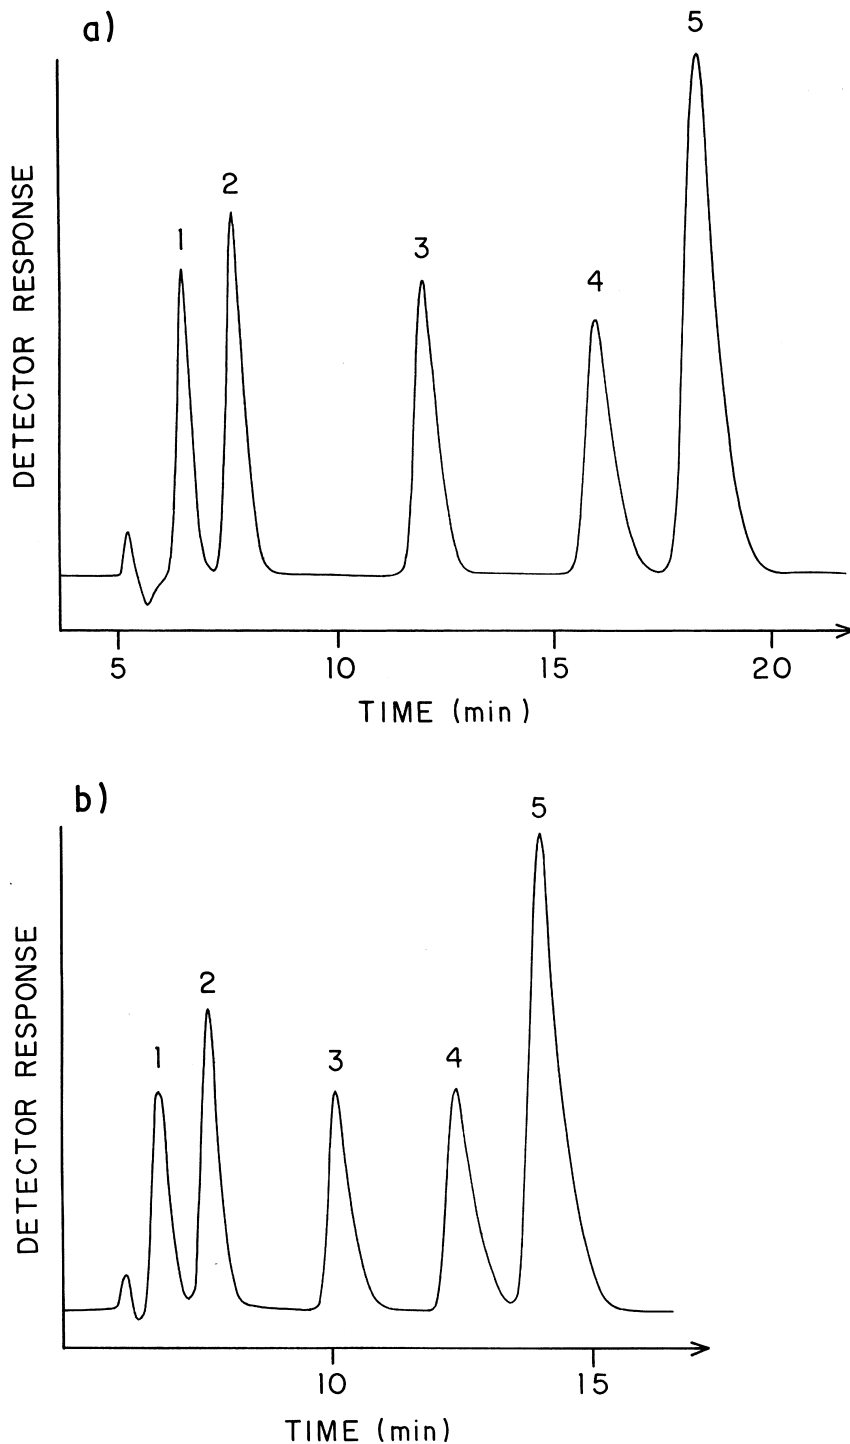 a)
5
2
1
3
4
DETECTOR RESPONSE
5 10 15 20
TIME (min)
b)
5
2
1 3 4
DETECTOR RESPONSE
10 15
TIME (min)